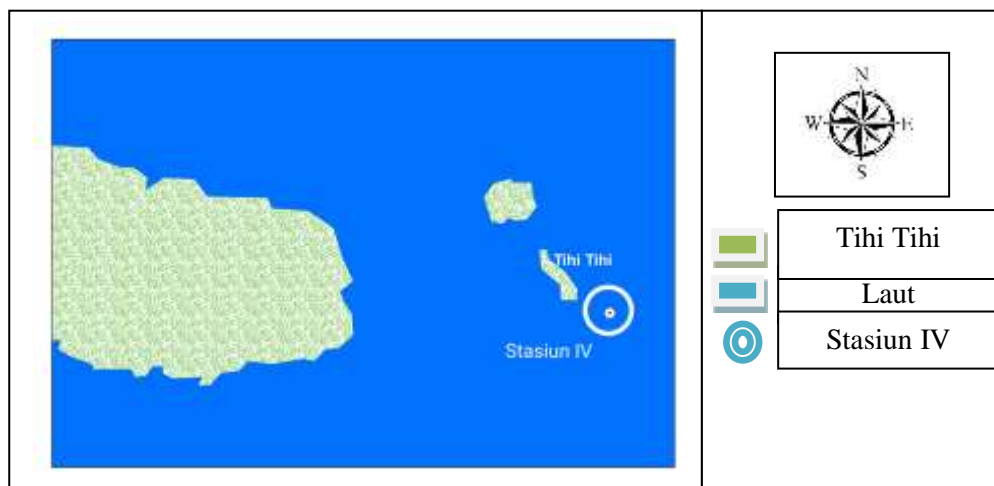 N
W E
S
Tihi Tihi
Stasiun IV
Tihi Tihi
Laut
Stasiun IV